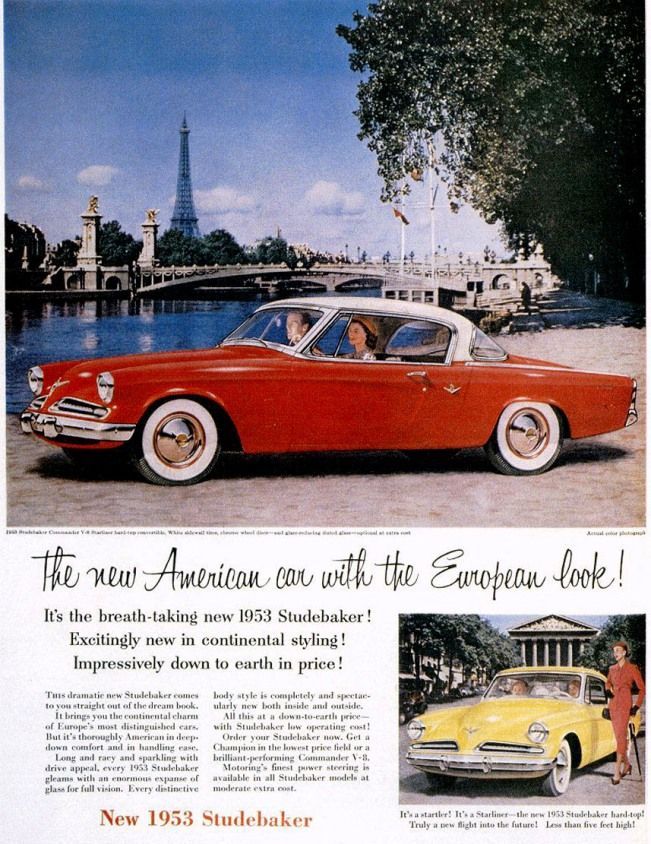 1953 Studebaker Commander V-8 Starliner hard-top convertible. White sidewall tires, chrome wheel discs—and glare-reducing tinted glass—optional at extra cost
Actual color photograph
The new American car with the European look!
It's the breath-taking new 1953 Studebaker!
Excitingly new in continental styling!
Impressively down to earth in price!
THIS dramatic new Studebaker comes
to you straight out of the dream book.
It brings you the continental charm
of Europe's most distinguished cars.
But it's thoroughly American in deep-
down comfort and in handling ease.
Long and racy and sparkling with
drive appeal, every 1953 Studebaker
gleams with an enormous expanse of
glass for full vision. Every distinctive
body style is completely and spectac-
ularly new both inside and outside.
All this at a down-to-earth price—
with Studebaker low operating cost!
Order your Studebaker now. Get a
Champion in the lowest price field or a
brilliant-performing Commander V-8.
Motoring's finest power steering is
available in all Studebaker models at
moderate extra cost.
New 1953 Studebaker
It's a startler! It's a Starliner—the new 1953 Studebaker hard-top!
Truly a new flight into the future! Less than five feet high!